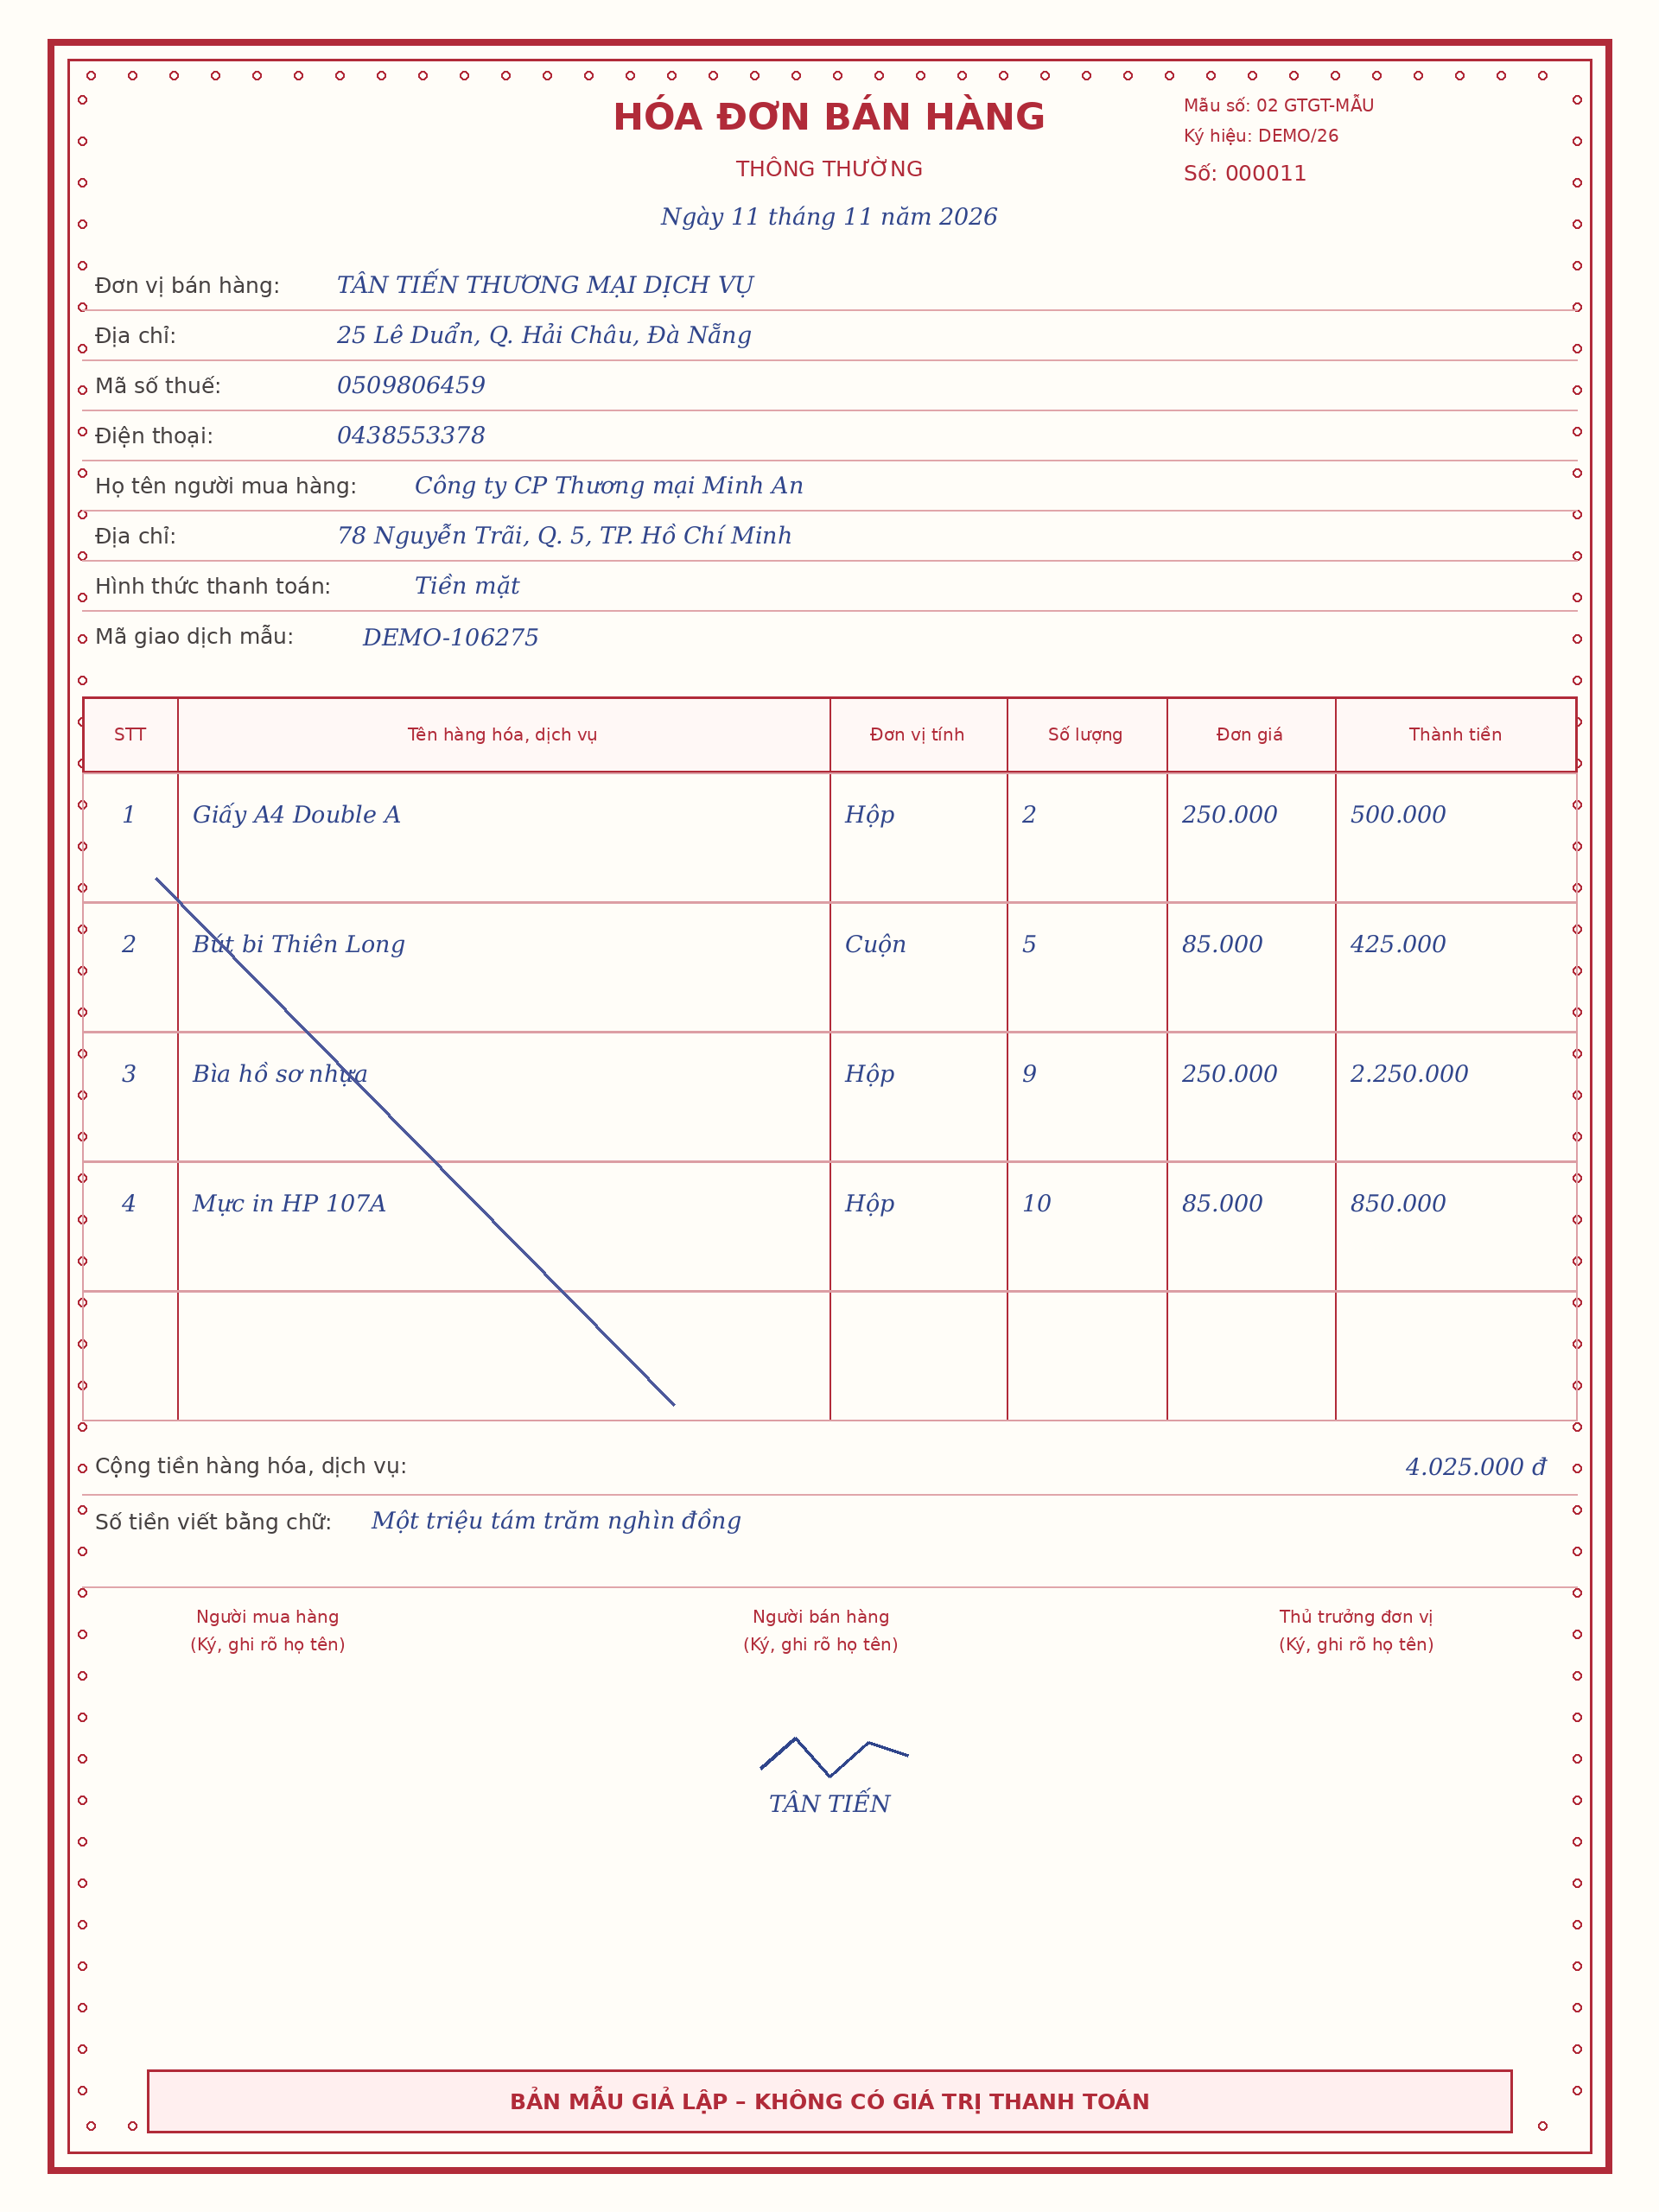 HÓA ĐƠN BÁN HÀNG
THÔNG THƯỜNG
Ngày 11 tháng 11 năm 2026
Mẫu số: 02 GTGT-MẪU
Ký hiệu: DEMO/26
Số: 000011
Đơn vị bán hàng: TÂN TIẾN THƯƠNG MẠI DỊCH VỤ
Địa chỉ: 25 Lê Duẩn, Q. Hải Châu, Đà Nẵng
Mã số thuế: 0509806459
Điện thoại: 0438553378
Họ tên người mua hàng: Công ty CP Thương mại Minh An
Địa chỉ: 78 Nguyễn Trãi, Q. 5, TP. Hồ Chí Minh
Hình thức thanh toán: Tiền mặt
Mã giao dịch mẫu: DEMO-106275
STT Tên hàng hóa, dịch vụ Đơn vị tính Số lượng Đơn giá Thành tiền
1 Giấy A4 Double A Hộp 2 250.000 500.000
2 Bút bi Thiên Long Cuộn 5 85.000 425.000
3 Bìa hồ sơ nhựa Hộp 9 250.000 2.250.000
4 Mực in HP 107A Hộp 10 85.000 850.000
Cộng tiền hàng hóa, dịch vụ: 4.025.000 đ
Số tiền viết bằng chữ: Một triệu tám trăm nghìn đồng
Người mua hàng Người bán hàng Thủ trưởng đơn vị
(Ký, ghi rõ họ tên) (Ký, ghi rõ họ tên) (Ký, ghi rõ họ tên)
TÂN TIẾN
BẢN MẪU GIẢ LẬP – KHÔNG CÓ GIÁ TRỊ THANH TOÁN